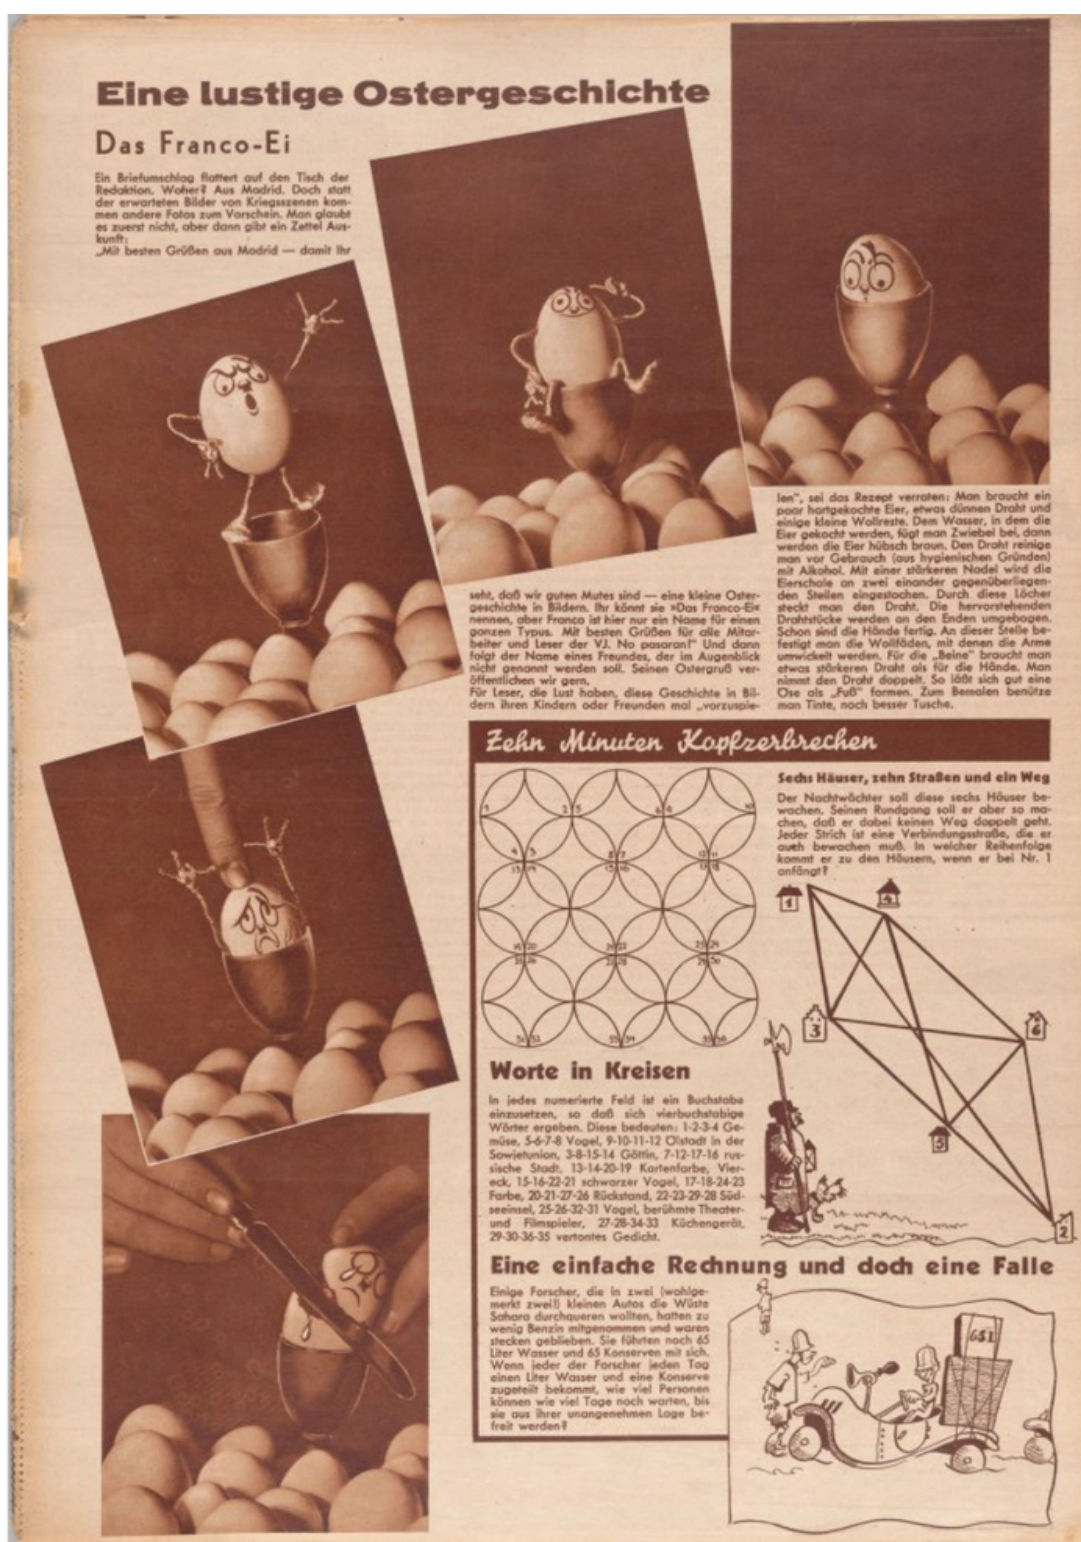 Eine lustige Ostergeschichte
Das Franco-Ei
Ein Briefumschlag flattert auf den Tisch der
Redaktion. Woher? Aus Madrid. Doch statt
der erwarteten Bilder von Kriegsszenen kom-
men andere Fotos zum Vorschein. Man glaubt
es zuerst nicht, aber dann gibt ein Zettel Aus-
kunft:
„Mit besten Grüßen aus Madrid — damit Ihr
seht, daß wir guten Mutes sind — eine kleine Oster-
geschichte in Bildern. Ihr könnt sie »Das Franco-Ei«
nennen, aber Franco ist hier nur ein Name für einen
ganzen Typus. Mit besten Grüßen für alle Mitar-
beiter und Leser der VJ. No pasaran!" Und dann
folgt der Name eines Freundes, der im Augenblick
nicht genannt werden soll. Seinen Ostergruß ver-
öffentlichen wir gern.
Für Leser, die Lust haben, diese Geschichte in Bil-
dern ihren Kindern oder Freunden mal „vorzuspie-
len", sei das Rezept verraten: Man braucht ein
paar hartgekochte Eier, etwas dünnen Draht und
einige kleine Wollreste. Dem Wasser, in dem die
Eier gekocht werden, fügt man Zwiebel bei, dann
werden die Eier hübsch braun. Den Draht reinige
man vor Gebrauch (aus hygienischen Gründen)
mit Alkohol. Mit einer stärkeren Nadel wird die
Eierschale an zwei einander gegenüberliegen-
den Stellen eingestochen. Durch diese Löcher
steckt man den Draht. Die hervorstehenden
Drahtstücke werden an den Enden umgebogen.
Schon sind die Hände fertig. An dieser Stelle be-
festigt man die Wollfäden, mit denen die Arme
umwickelt werden. Für die „Beine" braucht man
etwas stärkeren Draht als für die Hände. Man
nimmt den Draht doppelt. So läßt sich gut eine
Öse als „Fuß" formen. Zum Bemalen benütze
man Tinte, noch besser Tusche.
Zehn Minuten Kopfzerbrechen
Worte in Kreisen
In jedes numerierte Feld ist ein Buchstabe
einzusetzen, so daß sich vierbuchstabige
Wörter ergeben. Diese bedeuten: 1-2-3-4 Ge-
müse, 5-6-7-8 Vogel, 9-10-11-12 Ölstadt in der
Sowjetunion, 3-8-15-14 Göttin, 7-12-17-16 rus-
sische Stadt, 13-14-20-19 Kartenfarbe, Vier-
eck, 15-16-22-21 schwarzer Vogel, 17-18-24-23
Farbe, 20-21-27-26 Rückstand, 22-23-29-28 Süd-
seeinsel, 25-26-32-31 Vogel, berühmte Theater-
und Filmspieler, 27-28-34-33 Küchengerät,
29-30-36-35 vertontes Gedicht.
Sechs Häuser, zehn Straßen und ein Weg
Der Nachtwächter soll diese sechs Häuser be-
wachen. Seinen Rundgang soll er aber so ma-
chen, daß er dabei keinen Weg doppelt geht.
Jeder Strich ist eine Verbindungsstraße, die er
auch bewachen muß. In welcher Reihenfolge
kommt er zu den Häusern, wenn er bei Nr. 1
anfängt?
1
4
3
6
5
2
Eine einfache Rechnung und doch eine Falle
Einige Forscher, die in zwei (wohlge-
merkt zwei!) kleinen Autos die Wüste
Sahara durchqueren wollten, hatten zu
wenig Benzin mitgenommen und waren
stecken geblieben. Sie führten noch 65
Liter Wasser und 65 Konserven mit sich.
Wenn jeder der Forscher jeden Tag
einen Liter Wasser und eine Konserve
zugeteilt bekommt, wie viel Personen
können wie viel Tage noch warten, bis
sie aus ihrer unangenehmen Lage be-
freit werden?
65 l